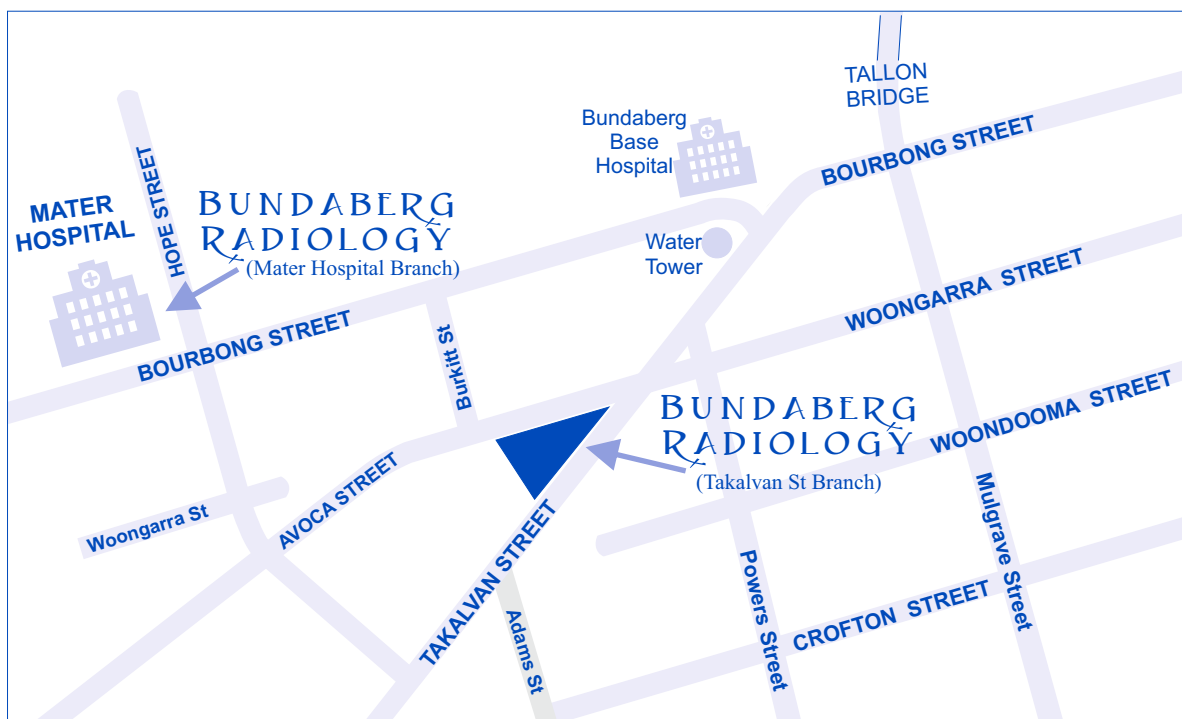 TALLON
BRIDGE
Bundaberg
Base
Hospital
BOURBONG STREET
HOPE STREET
MATER
HOSPITAL
BUNDABERG
RADIOLOGY
(Mater Hospital Branch)
Water
Tower
WOONGARRA STREET
BOURBONG STREET
Burkitt St
BUNDABERG
RADIOLOGY
(Takalvan St Branch)
WOONDOOMA STREET
AVOCA STREET
Woongarra St
TAKALVAN STREET
Mulgrave Street
Powers Street
Adams St
CROFTON STREET